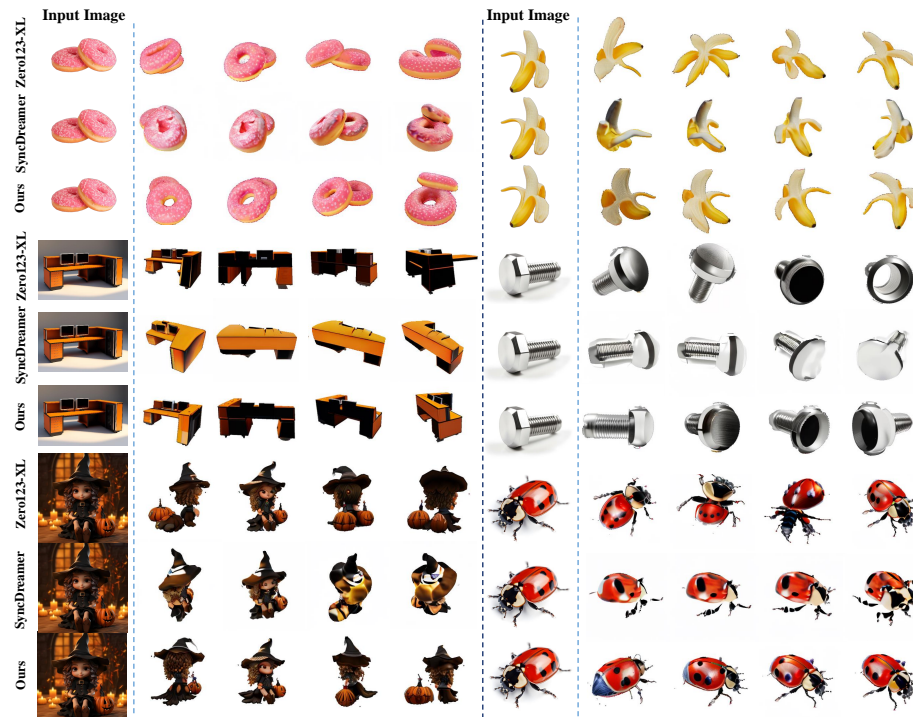 Input Image
Input Image
Zero123-XL
SyncDreamer
Ours
Zero123-XL
SyncDreamer
Ours
Zero123-XL
SyncDreamer
Ours